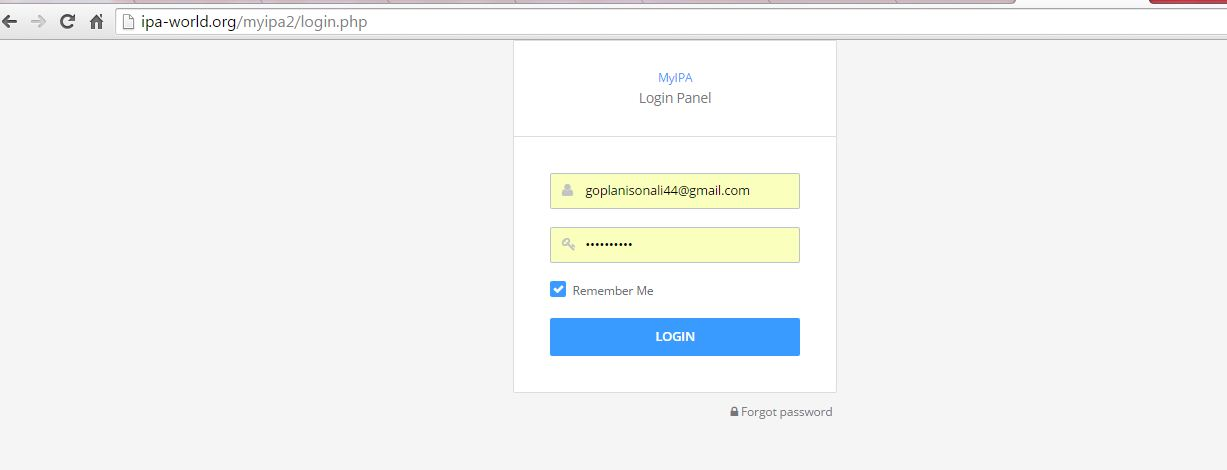 ipa-world.org/myipa2/login.php
MyIPA
Login Panel
goplanisonali44@gmail.com
••••••••••
Remember Me
LOGIN
Forgot password